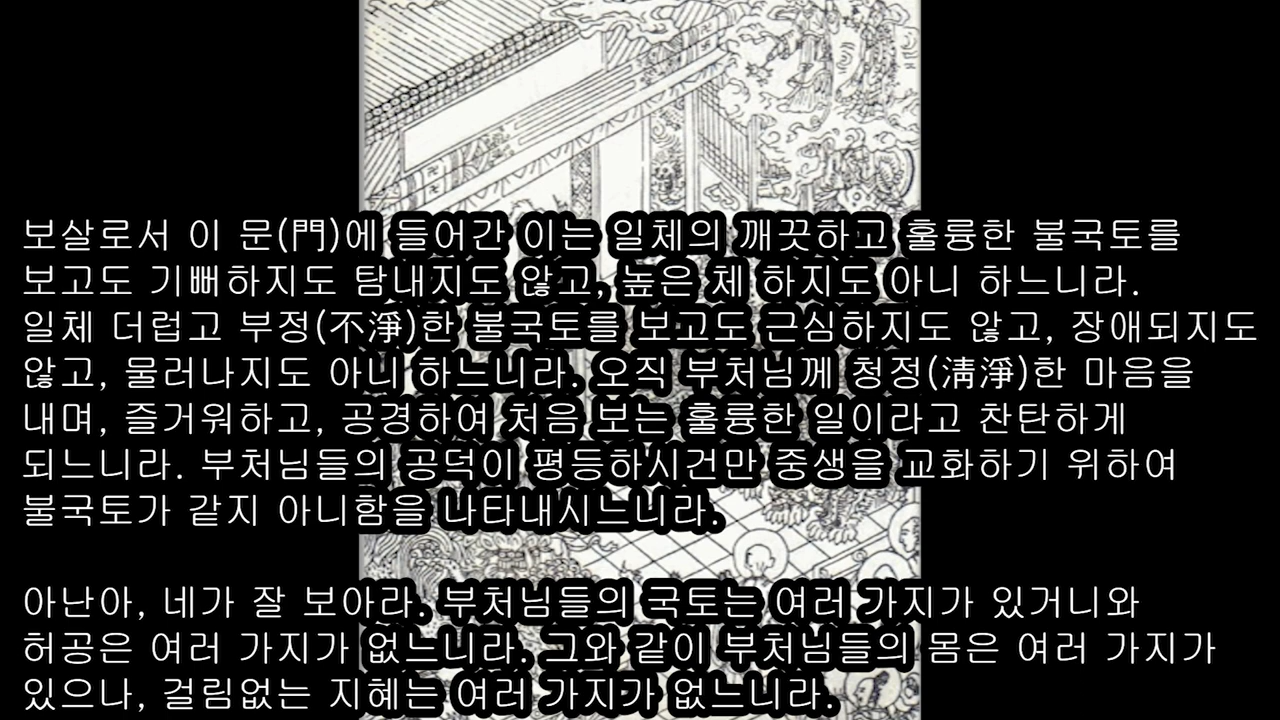 보살로서 이 문(門)에 들어간 이는 일체의 깨끗하고 훌륭한 불국토를
보고도 기뻐하지도 탐내지도 않고, 높은 체 하지도 아니 하느니라.
일체 더럽고 부정(不淨)한 불국토를 보고도 근심하지도 않고, 장애되지도
않고, 물러나지도 아니 하느니라. 오직 부처님께 청정(淸淨)한 마음을
내며, 즐거워하고, 공경하여 처음 보는 훌륭한 일이라고 찬탄하게
되느니라. 부처님들의 공덕이 평등하시건만 중생을 교화하기 위하여
불국토가 같지 아니함을 나타내시느니라.
아난아, 네가 잘 보아라. 부처님들의 국토는 여러 가지가 있거니와
허공은 여러 가지가 없느니라. 그와 같이 부처님들의 몸은 여러 가지가
있으나, 걸림없는 지혜는 여러 가지가 없느니라.